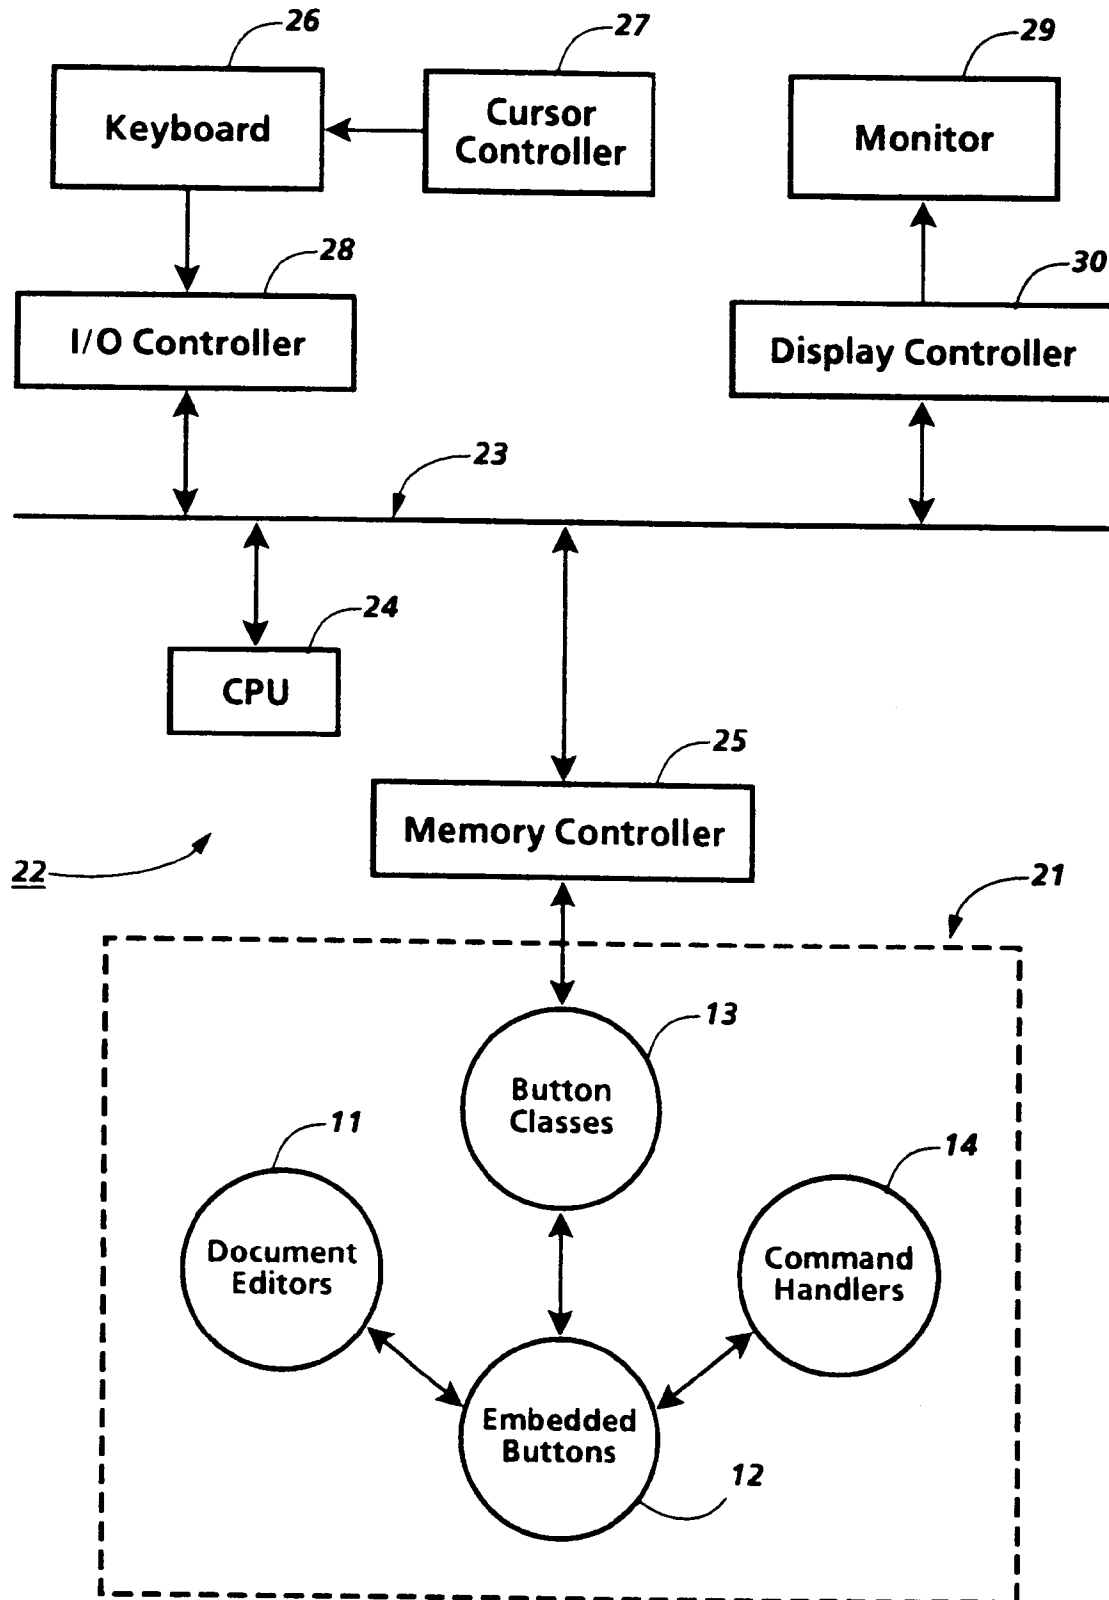 26
27
29
Keyboard
Cursor
Controller
Monitor
28
30
I/O Controller
Display Controller
23
24
CPU
25
Memory Controller
22
21
13
Button
Classes
11
14
Document
Editors
Command
Handlers
Embedded
Buttons
12